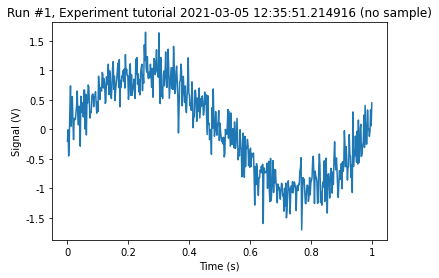 Run #1, Experiment tutorial 2021-03-05 12:35:51.214916 (no sample)
1.5
1
0.5
0
-0.5
-1
-1.5
Signal (V)
0 0.2 0.4 0.6 0.8 1
Time (s)